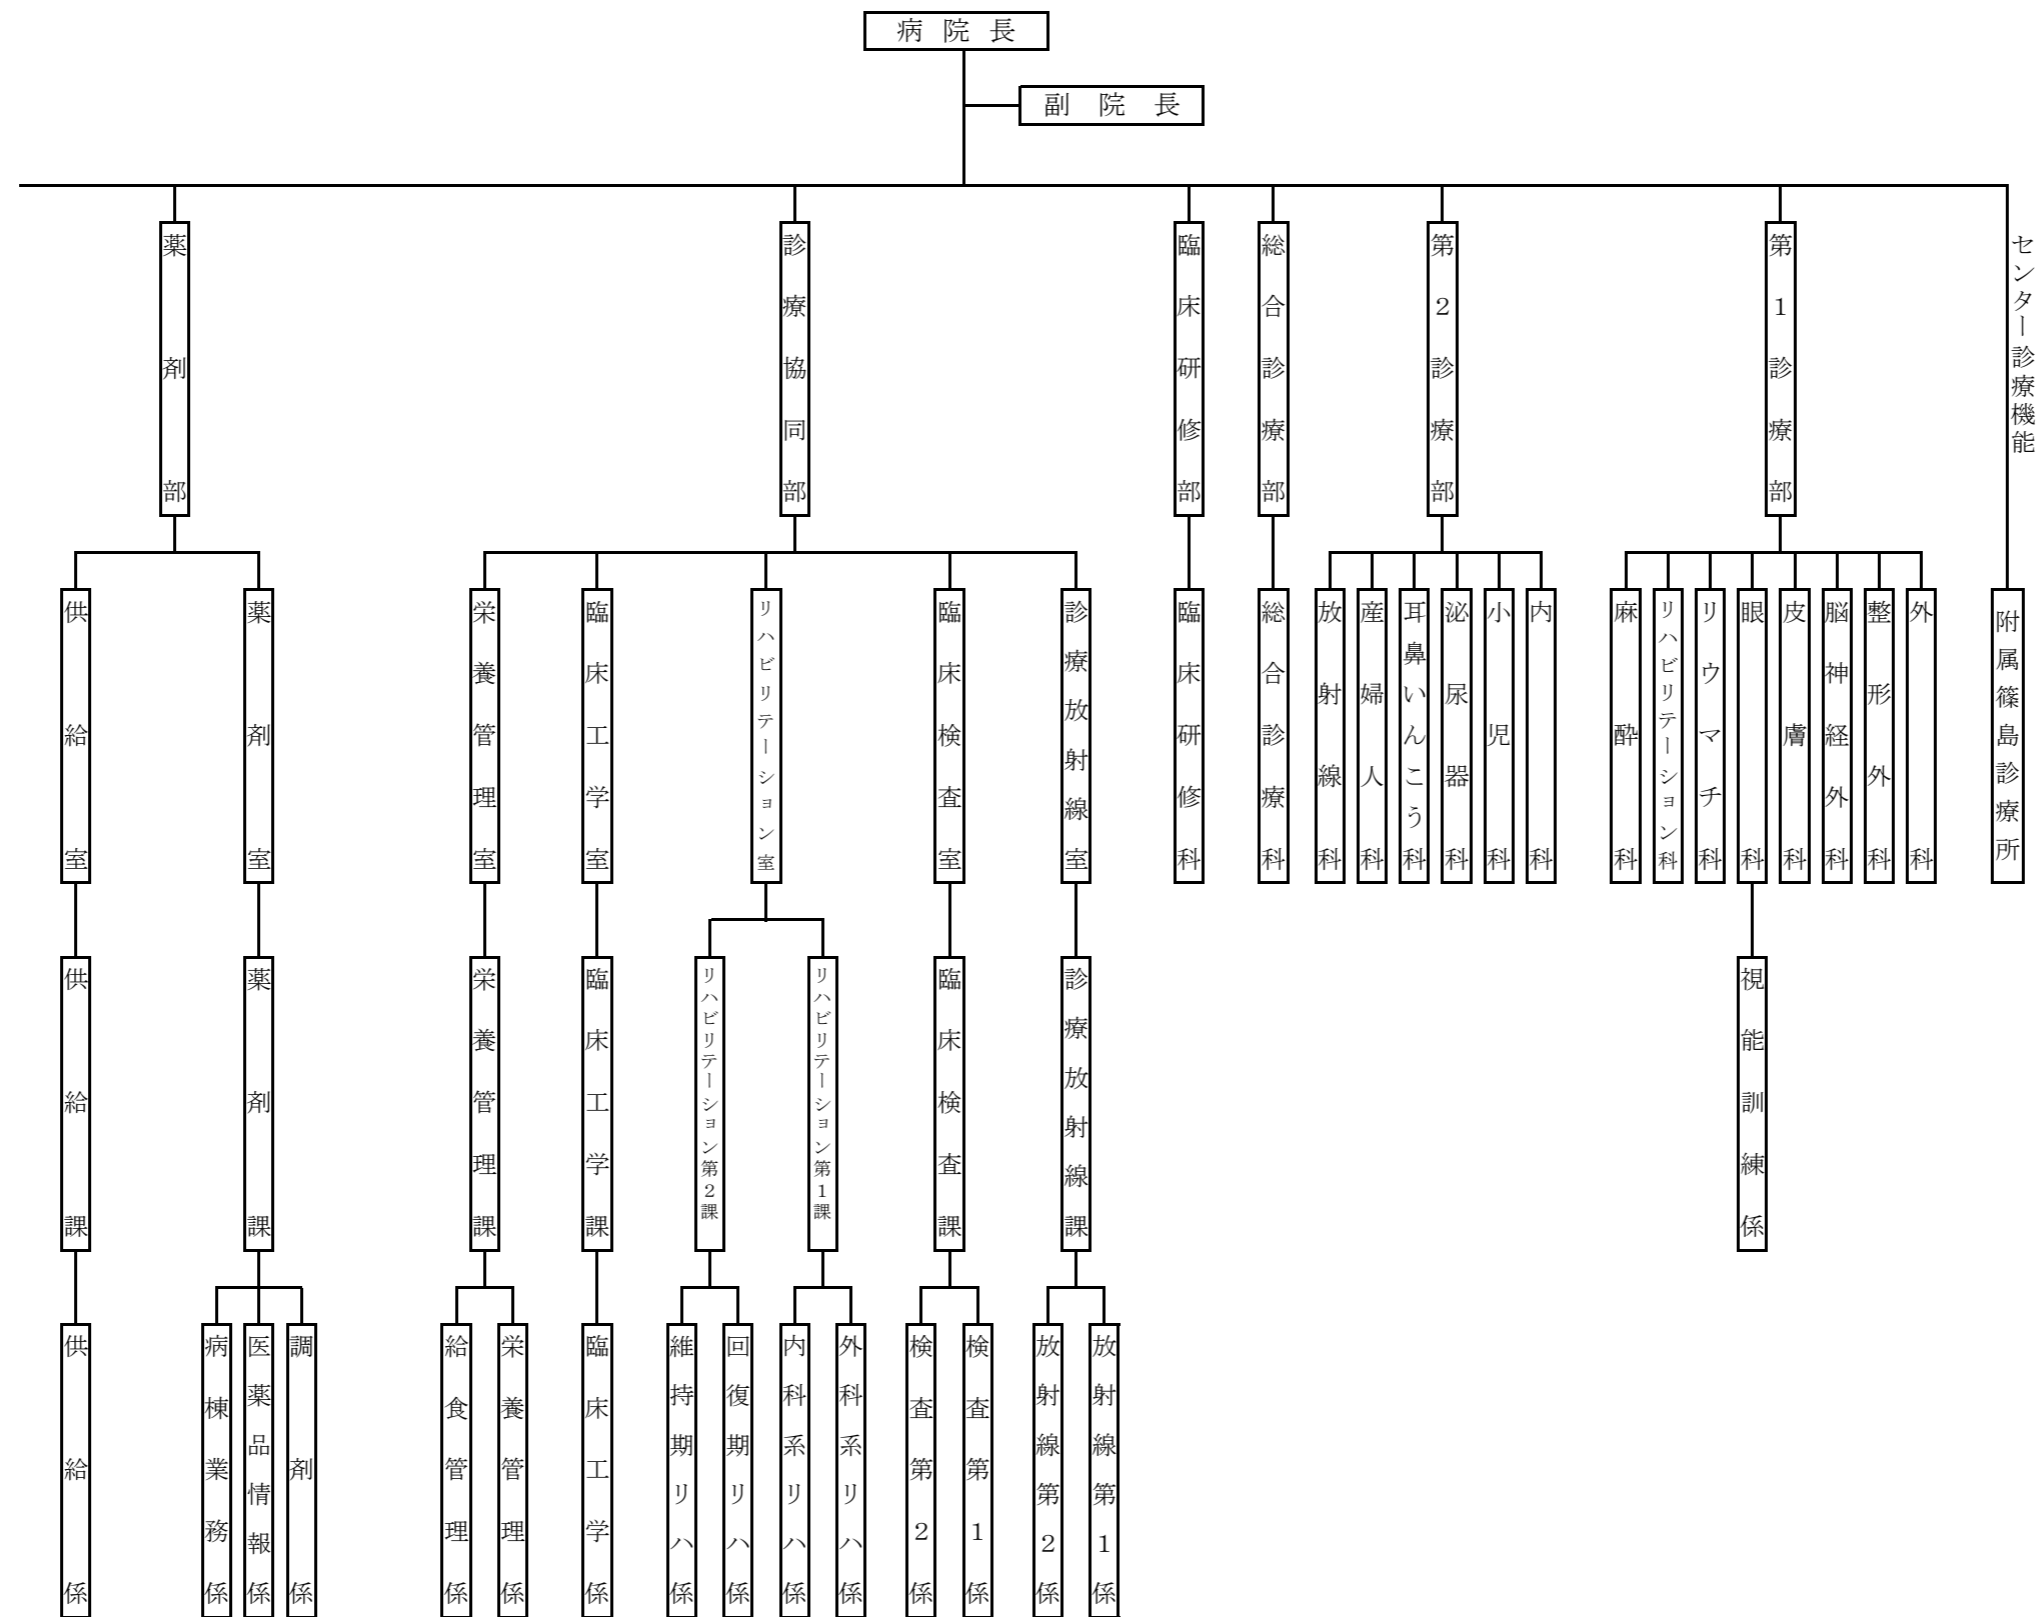 病院長
副院長
センター診療機能
第１診療部
第２診療部
総合診療部
臨床研修部
診療協同部
薬剤部
附属篠島診療所
外科
整形外科
脳神経外科
皮膚科
眼科
リウマチ科
リハビリテーション科
麻酔科
内科
小児科
泌尿器科
耳鼻いんこう科
産婦人科
放射線科
総合診療科
臨床研修科
診療放射線室
臨床検査室
リハビリテーション室
臨床工学室
栄養管理室
薬剤室
供給室
視能訓練係
診療放射線課
臨床検査課
リハビリテーション第１課
リハビリテーション第２課
臨床工学課
栄養管理課
薬剤課
供給課
放射線第１係
放射線第２係
検査第１係
検査第２係
外科系リハ係
内科系リハ係
回復期リハ係
維持期リハ係
臨床工学係
栄養管理係
給食管理係
調剤係
医薬品情報係
病棟業務係
供給係